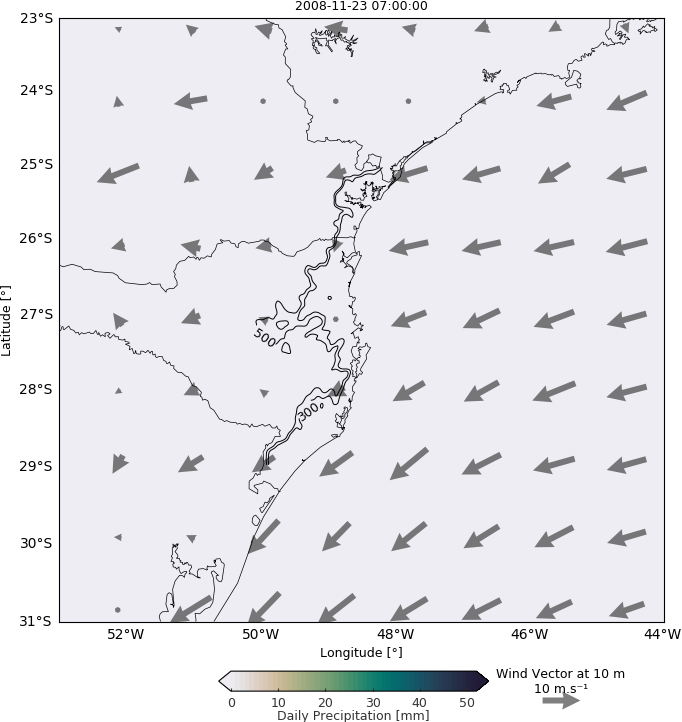 2008-11-23 07:00:00
23°S
24°S
25°S
26°S
27°S
28°S
29°S
30°S
31°S
Latitude [°]
500
300
52°W 50°W 48°W 46°W 44°W
Longitude [°]
Wind Vector at 10 m
10 m.s⁻¹
0 10 20 30 40 50
Daily Precipitation [mm]